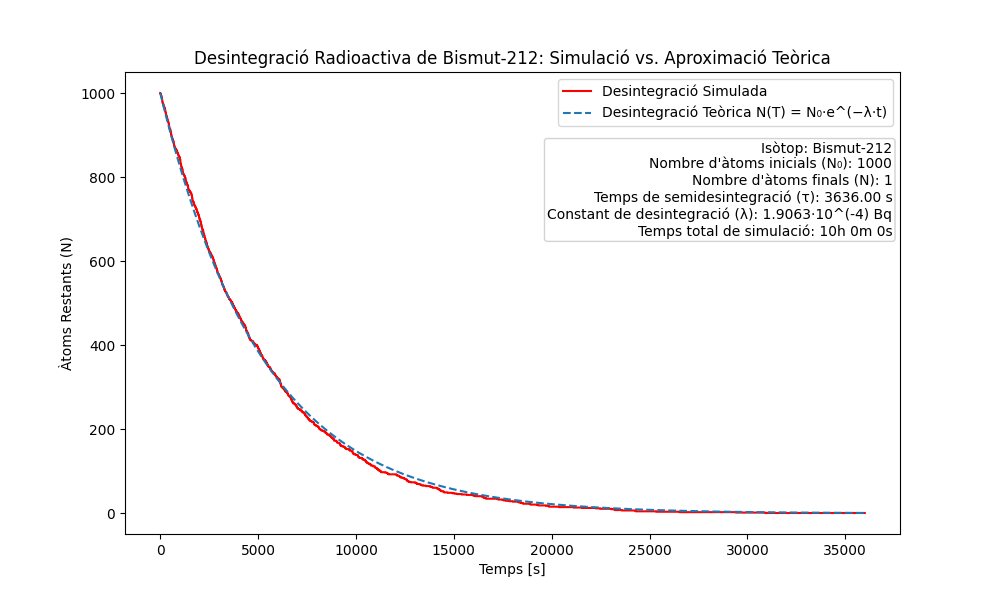 Desintegració Radioactiva de Bismut-212: Simulació vs. Aproximació Teòrica
Desintegració Simulada
Desintegració Teòrica N(T) = N₀·e^(−λ·t)
Isòtop: Bismut-212
Nombre d'àtoms inicials (N₀): 1000
Nombre d'àtoms finals (N): 1
Temps de semidesintegració (τ): 3636.00 s
Constant de desintegració (λ): 1.9063·10^(-4) Bq
Temps total de simulació: 10h 0m 0s
Àtoms Restants (N)
1000
800
600
400
200
0
0 5000 10000 15000 20000 25000 30000 35000
Temps [s]